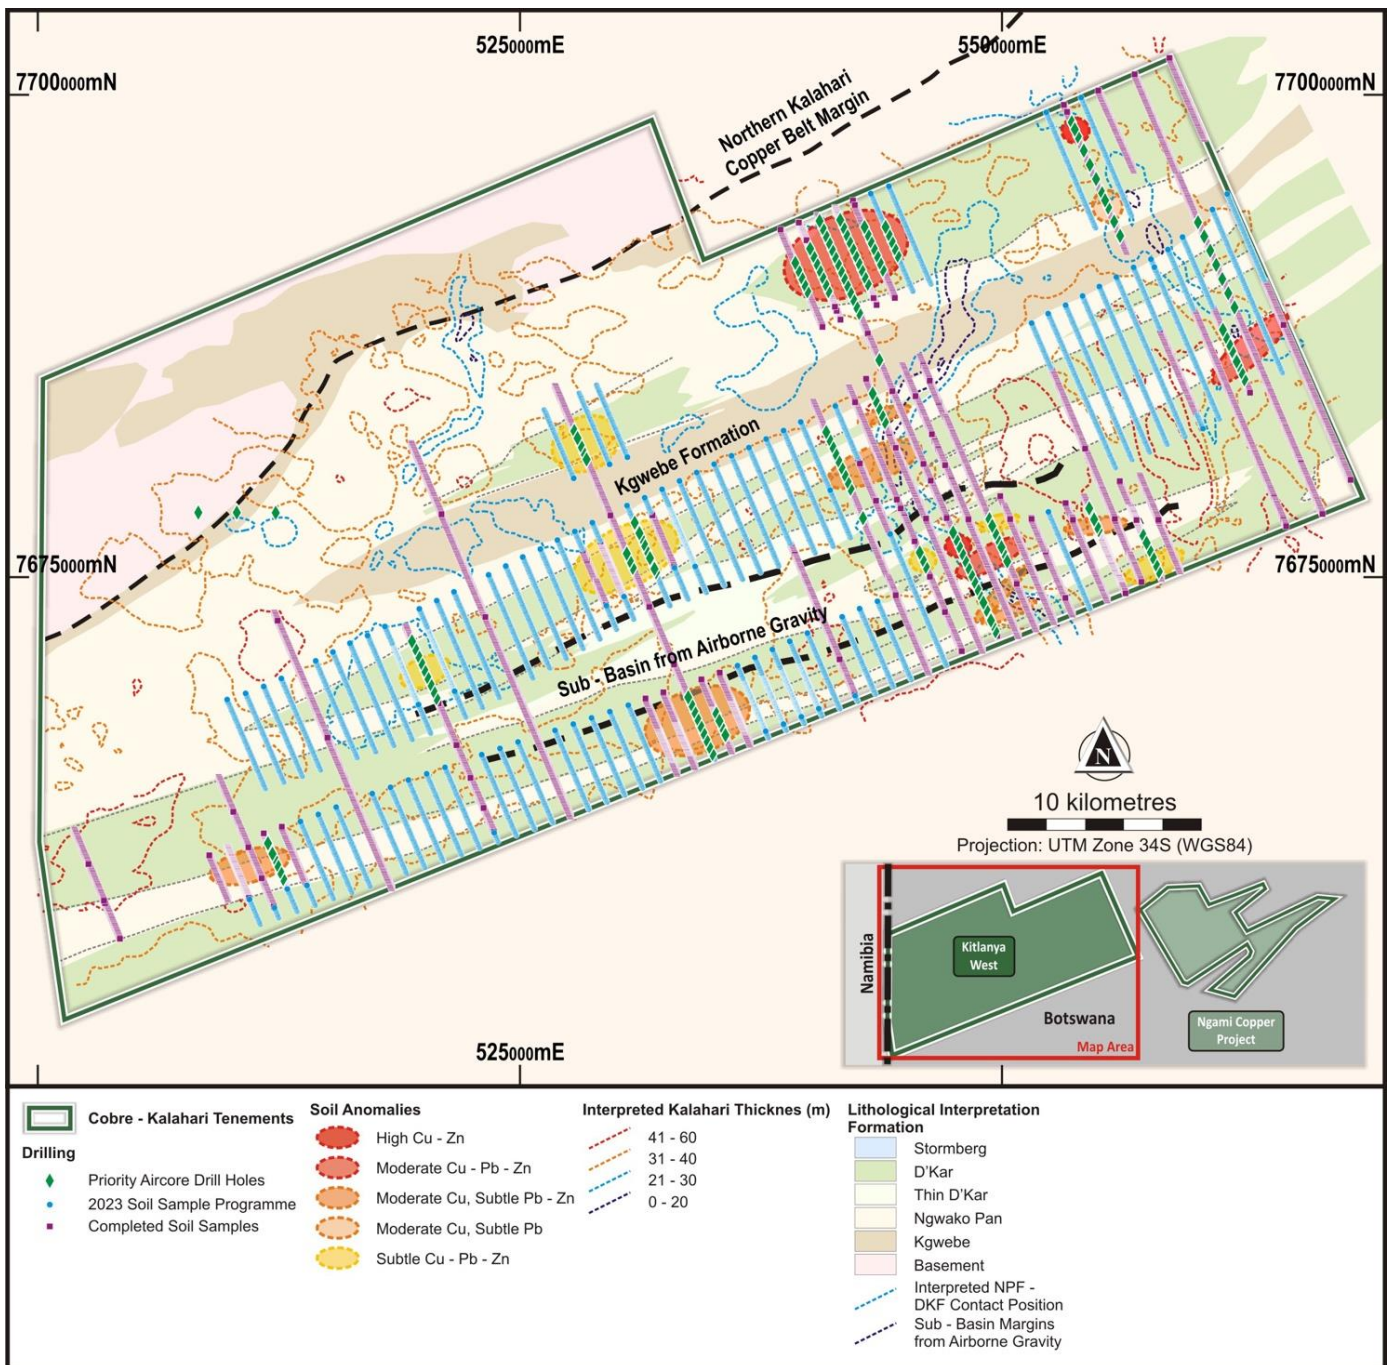 525000mE
550000mE
7700000mN
7700000mN
Northern Kalahari
Copper Belt Margin
Kgwebe Formation
7675000mN
7675000mN
Sub - Basin from Airborne Gravity
N
10 kilometres
Projection: UTM Zone 34S (WGS84)
Namibia
Kitlanya
West
Botswana
Map Area
Ngami Copper
Project
525000mE
Cobre - Kalahari Tenements
Drilling
Priority Aircore Drill Holes
2023 Soil Sample Programme
Completed Soil Samples
Soil Anomalies
High Cu - Zn
Moderate Cu - Pb - Zn
Moderate Cu, Subtle Pb - Zn
Moderate Cu, Subtle Pb
Subtle Cu - Pb - Zn
Interpreted Kalahari Thicknes (m)
41 - 60
31 - 40
21 - 30
0 - 20
Lithological Interpretation
Formation
Stormberg
D'Kar
Thin D'Kar
Ngwako Pan
Kgwebe
Basement
Interpreted NPF -
DKF Contact Position
Sub - Basin Margins
from Airborne Gravity